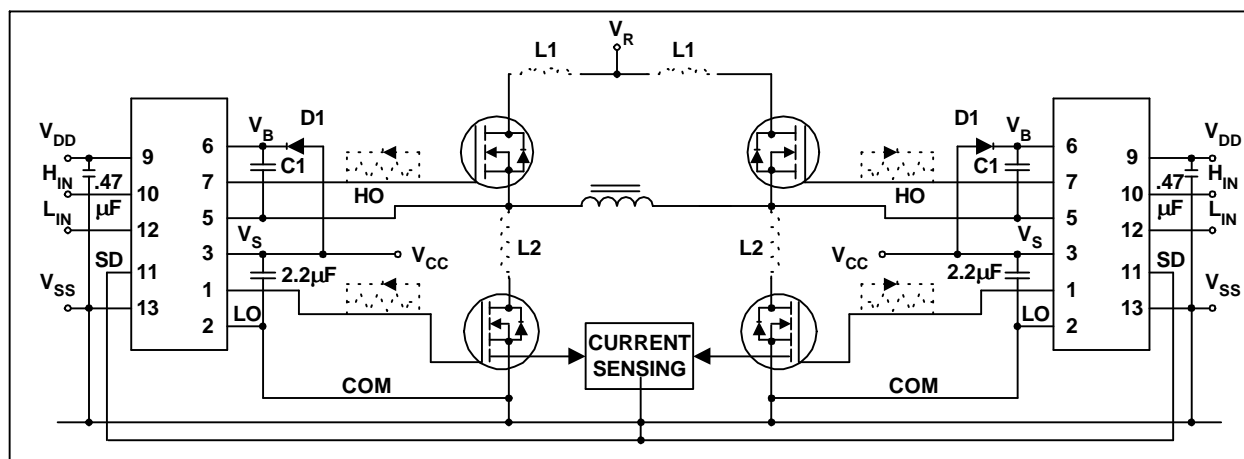 V_R
L1 L1
D1 D1
V_DD V_B V_B V_DD
6 6
9 C1 C1 9
H_IN .47 7 7 .47 H_IN
10 HO HO 10
L_IN μF 5 5 μF L_IN
12 V_S L2 L2 V_S 12
SD 3 V_CC V_CC 3 SD
11 2.2μF 2.2μF 11
V_SS 1 1 V_SS
13 LO LO 13
2 2
CURRENT
SENSING
COM COM